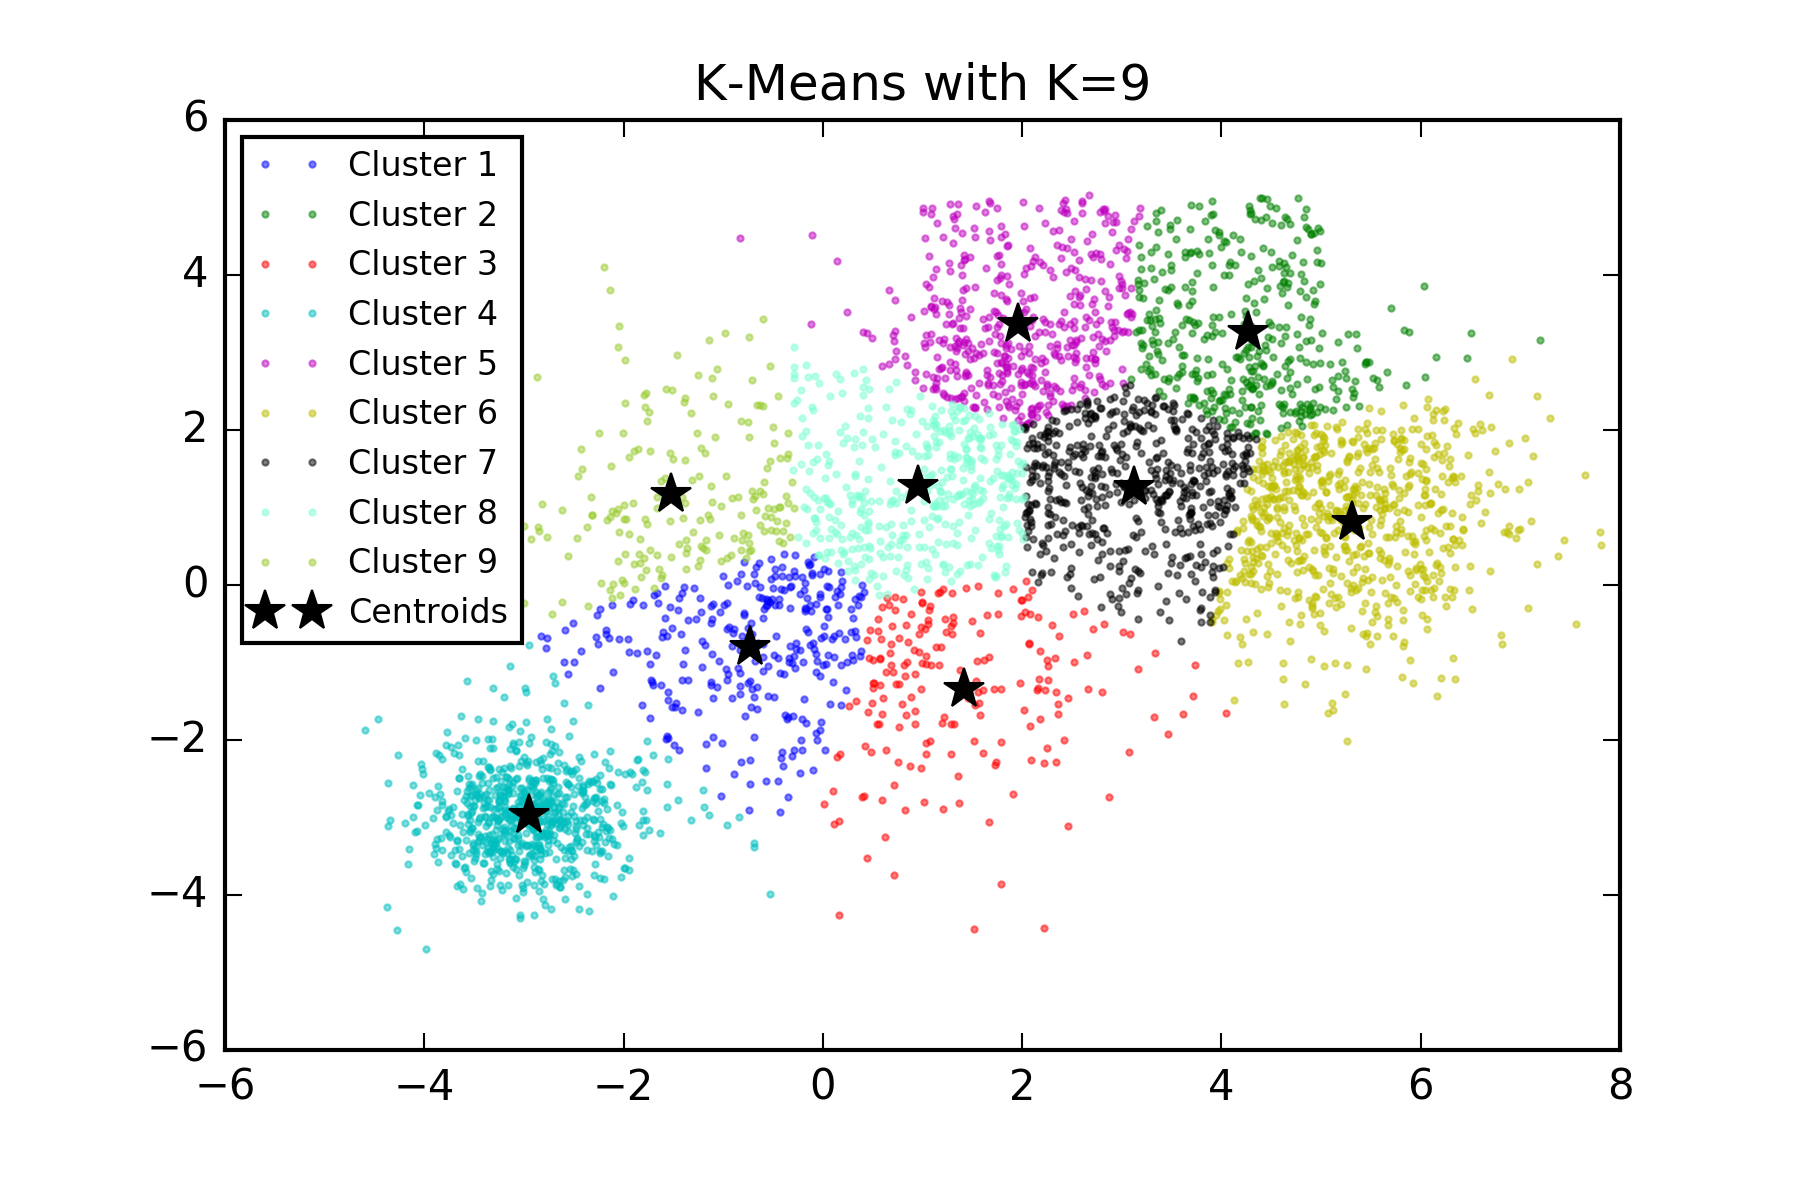 K-Means with K=9
6
4
2
0
−2
−4
−6
Cluster 1
Cluster 2
Cluster 3
Cluster 4
Cluster 5
Cluster 6
Cluster 7
Cluster 8
Cluster 9
Centroids
−6 −4 −2 0 2 4 6 8